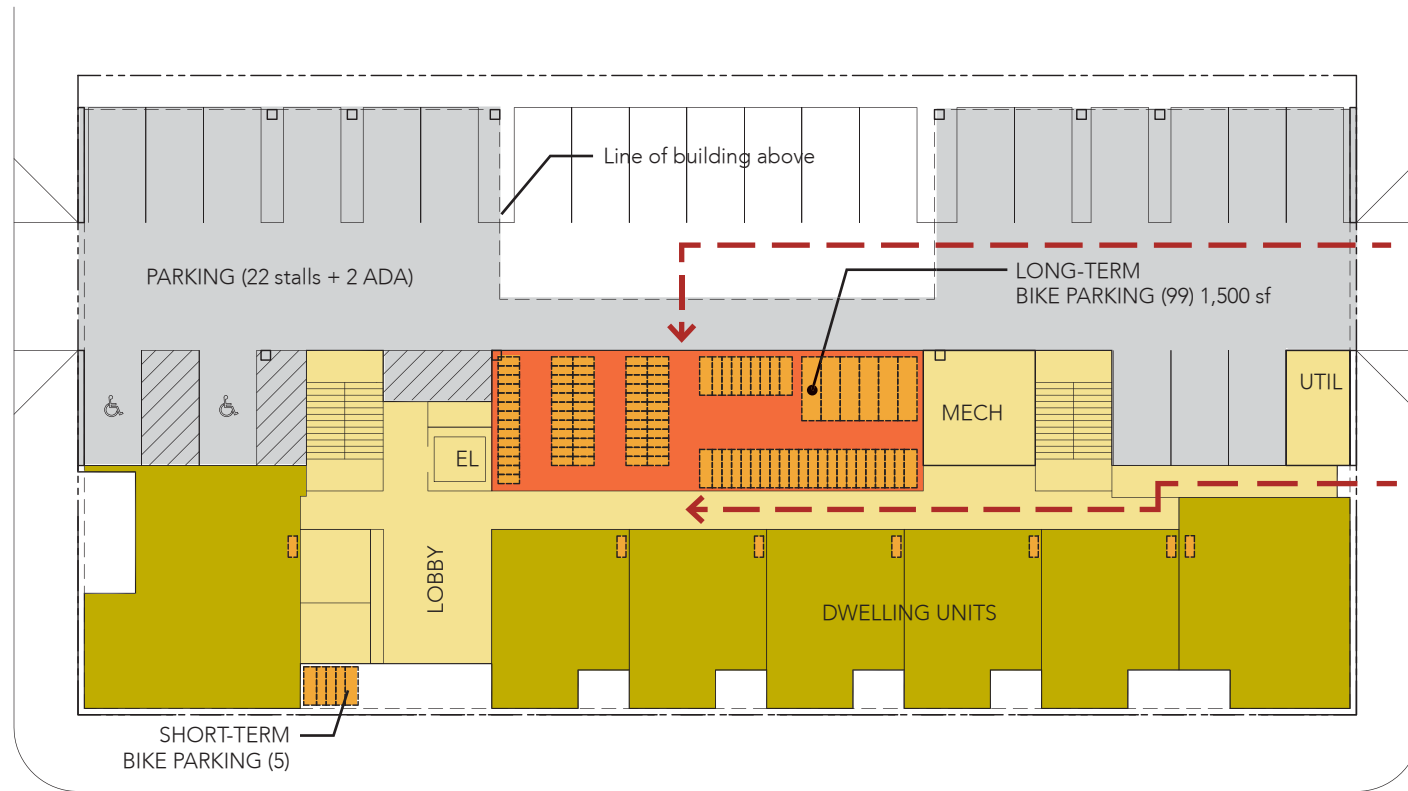 Line of building above
PARKING (22 stalls + 2 ADA)
LONG-TERM
BIKE PARKING (99) 1,500 sf
UTIL
MECH
EL
LOBBY
DWELLING UNITS
SHORT-TERM
BIKE PARKING (5)